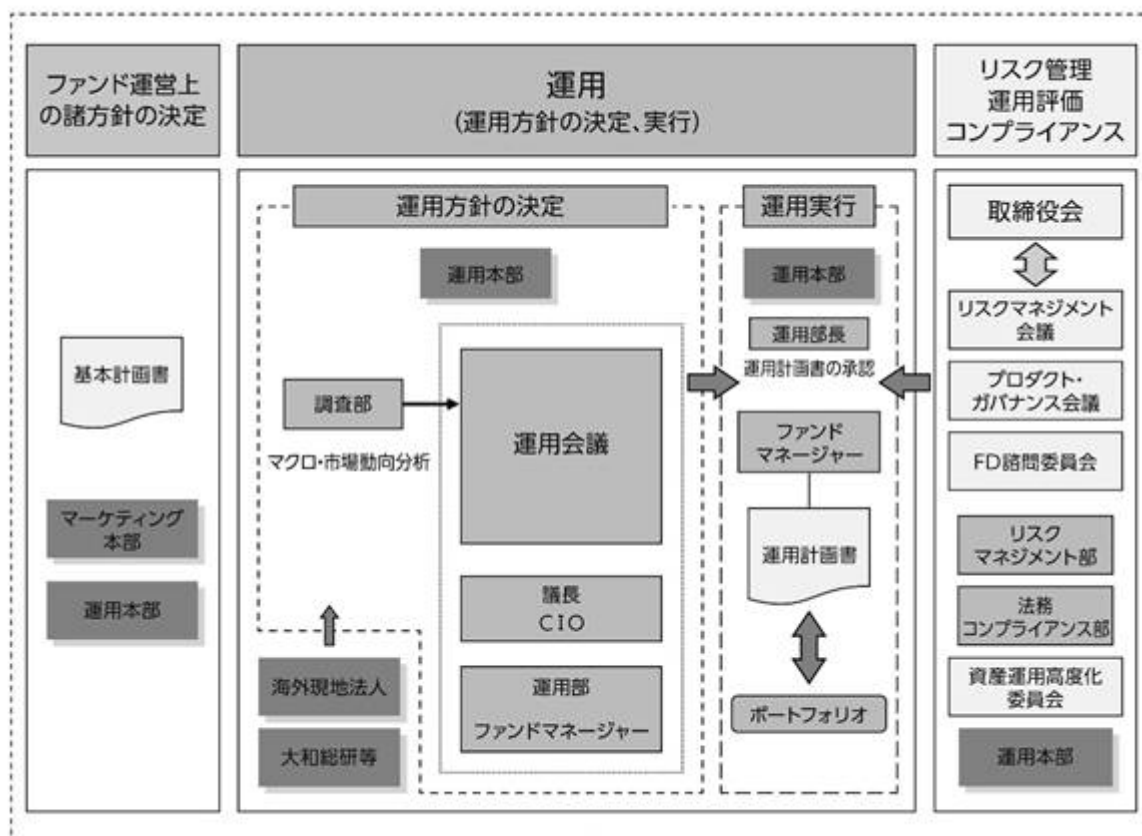 ファンド運営上
の諸方針の決定
運用
(運用方針の決定、実行)
リスク管理
運用評価
コンプライアンス
基本計画書
マーケティング
本部
運用本部
運用方針の決定
運用本部
調査部
マクロ・市場動向分析
運用会議
議長
CIO
運用部
ファンドマネージャー
海外現地法人
大和総研等
運用実行
運用本部
運用部長
運用計画書の承認
ファンド
マネージャー
運用計画書
ポートフォリオ
取締役会
リスクマネジメント
会議
プロダクト・
ガバナンス会議
FD諮問委員会
リスク
マネジメント部
法務
コンプライアンス部
資産運用高度化
委員会
運用本部